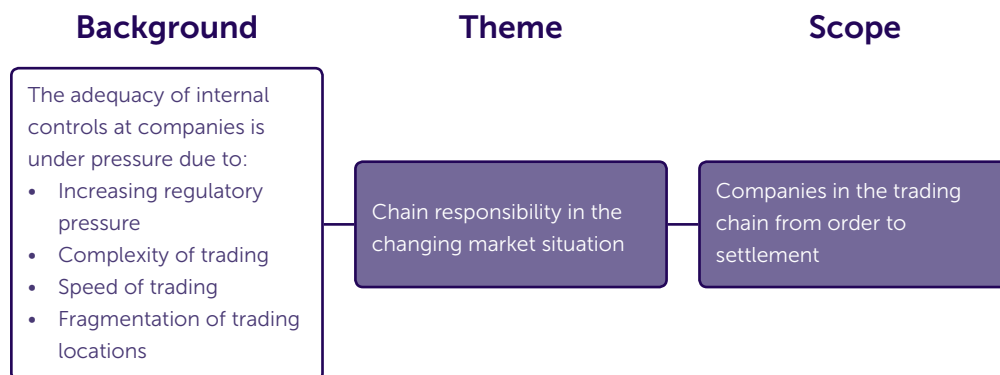 Background
Theme
Scope
The adequacy of internal
controls at companies is
under pressure due to:
• Increasing regulatory
pressure
• Complexity of trading
• Speed of trading
• Fragmentation of trading
locations
Chain responsibility in the
changing market situation
Companies in the trading
chain from order to
settlement